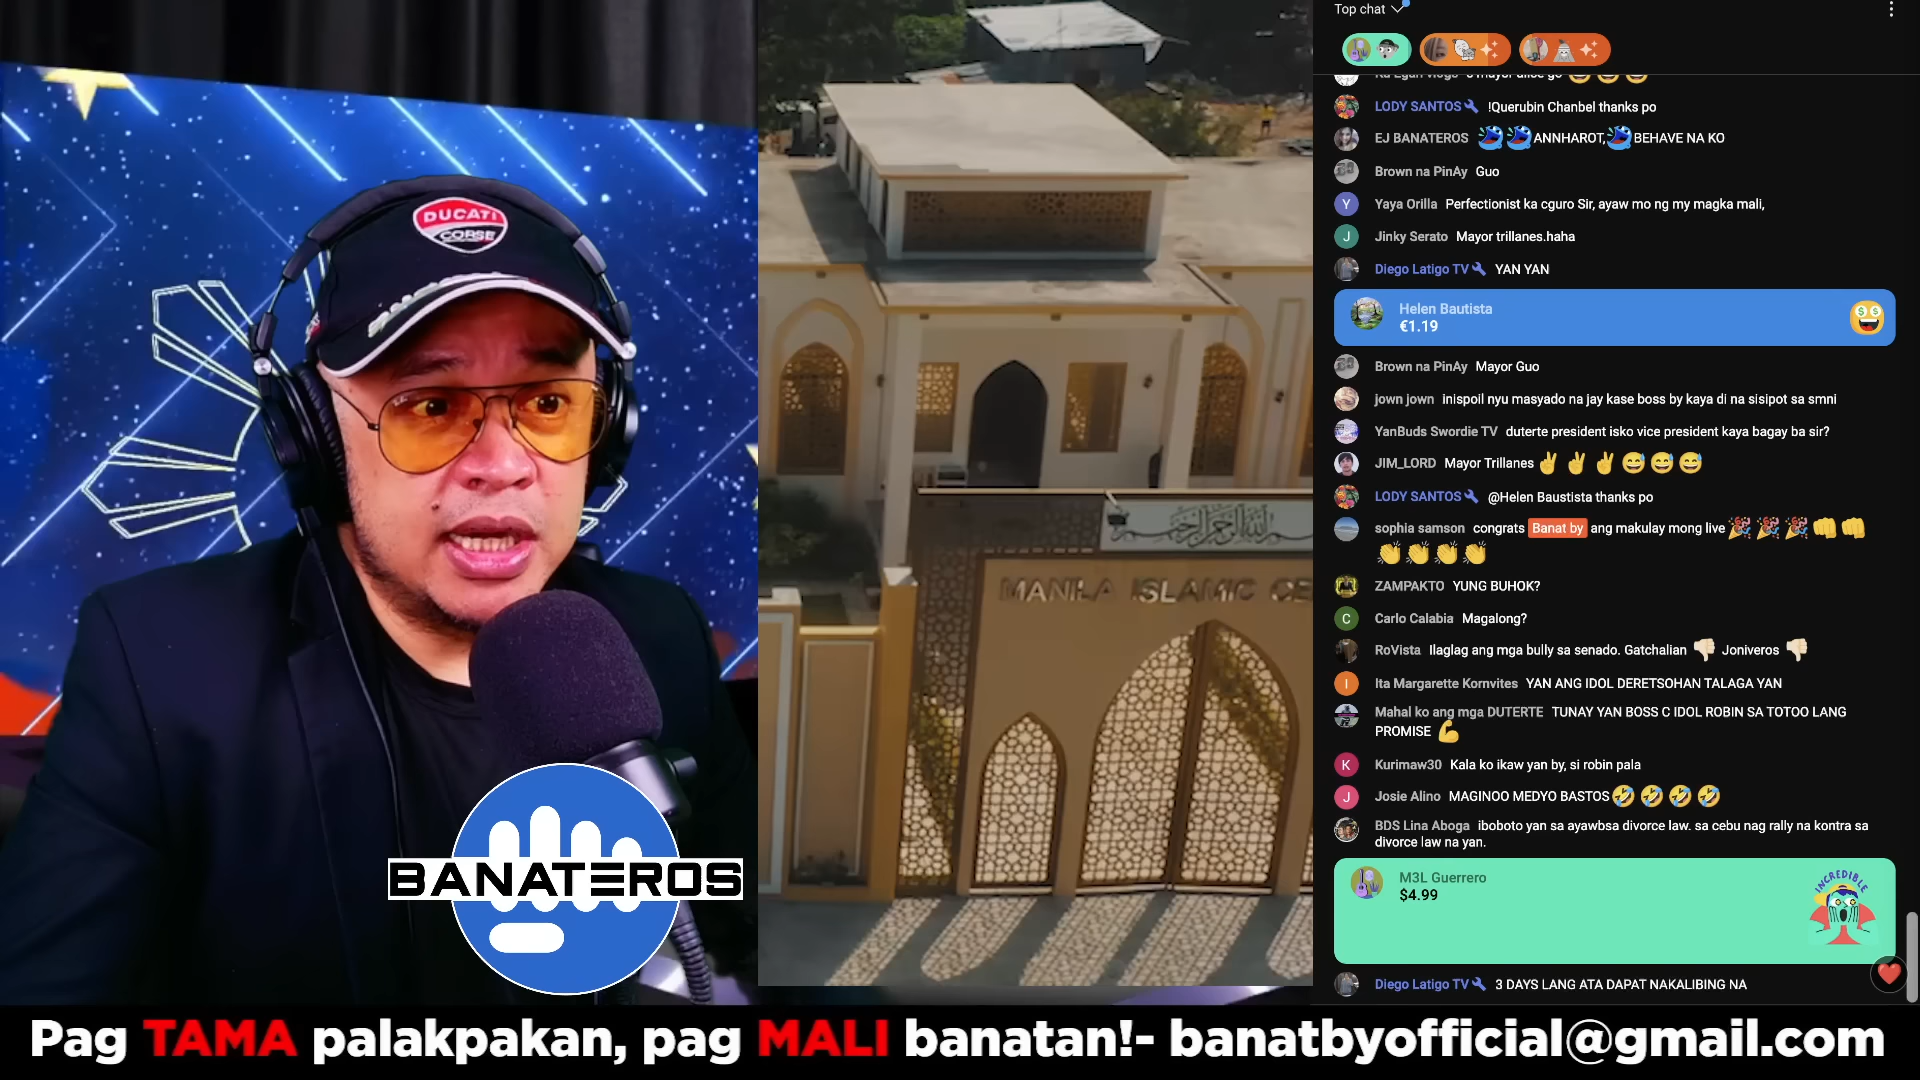 DUCATI
CORSE
BANATEROS
MANILA ISLAMIC CE
Top chat
LODY SANTOS !Querubin Chanbel thanks po
EJ BANATEROS ANNHAROT, BEHAVE NA KO
Brown na PinAy Guo
Yaya Orilla Perfectionist ka cguro Sir, ayaw mo ng my magka mali,
Jinky Serato Mayor trillanes.haha
Diego Latigo TV YAN YAN
Helen Bautista
€1.19
Brown na PinAy Mayor Guo
jown jown inispoil nyu masyado na jay kase boss by kaya di na sisipot sa smni
YanBuds Swordie TV duterte president isko vice president kaya bagay ba sir?
JIM_LORD Mayor Trillanes ✌✌✌😅😅😅
LODY SANTOS @Helen Baustista thanks po
sophia samson congrats Banat by ang makulay mong live 🎉🎉🎉👊👊
👏👏👏👏
ZAMPAKTO YUNG BUHOK?
C Carlo Calabia Magalong?
RoVista Ilaglag ang mga bully sa senado. Gatchalian 👎 Joniveros 👎
I Ita Margarette Kornvites YAN ANG IDOL DERETSOHAN TALAGA YAN
Mahal ko ang mga DUTERTE TUNAY YAN BOSS C IDOL ROBIN SA TOTOO LANG
PROMISE 💪
K Kurimaw30 Kala ko ikaw yan by, si robin pala
J Josie Alino MAGINOO MEDYO BASTOS🤣🤣🤣🤣
BDS Lina Aboga iboboto yan sa ayawbsa divorce law. sa cebu nag rally na kontra sa
divorce law na yan.
M3L Guerrero
$4.99
INCREDIBLE
Diego Latigo TV 3 DAYS LANG ATA DAPAT NAKALIBING NA
Pag TAMA palakpakan, pag MALI banatan!- banatbyofficial@gmail.com